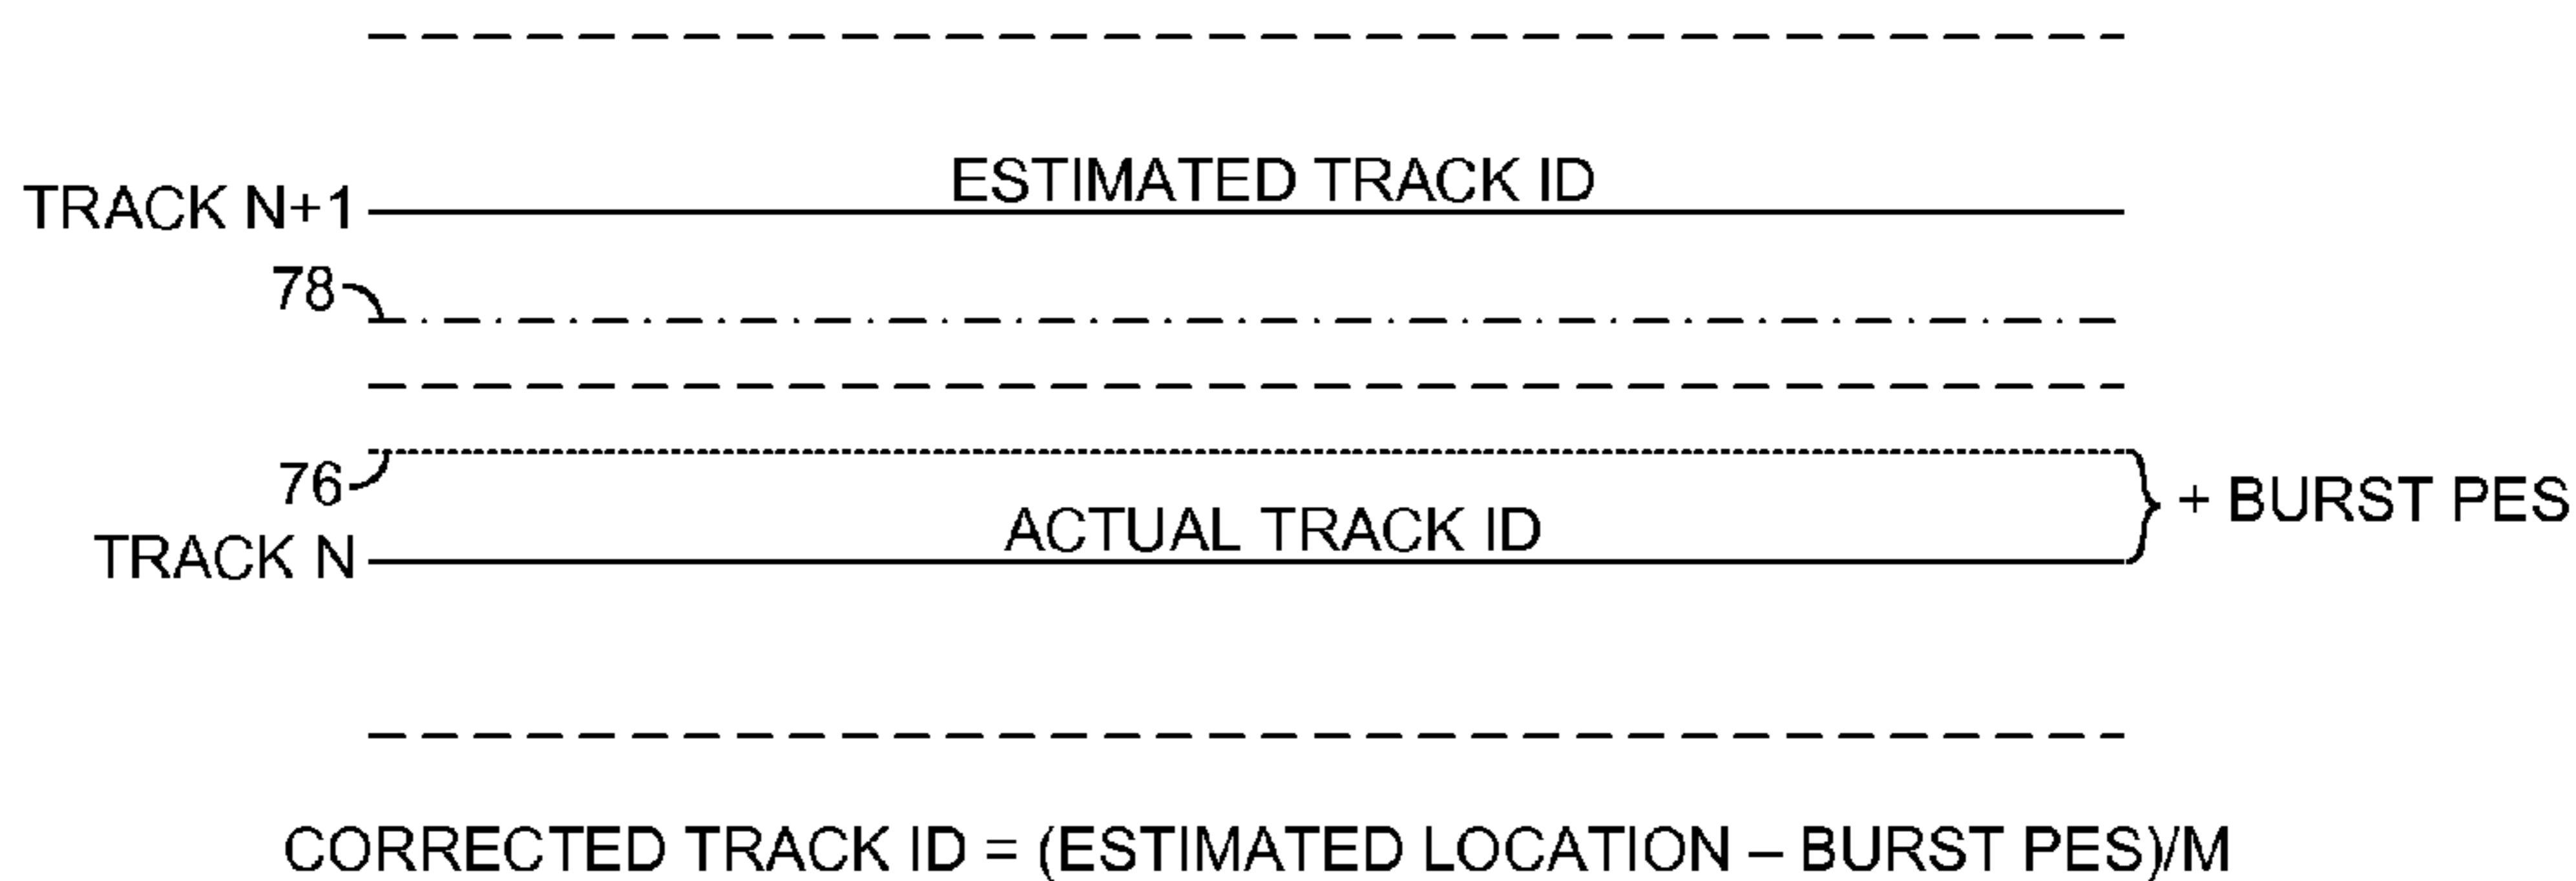 ESTIMATED TRACK ID
TRACK N+1
78
76
+ BURST PES
ACTUAL TRACK ID
TRACK N
CORRECTED TRACK ID = (ESTIMATED LOCATION – BURST PES)/M